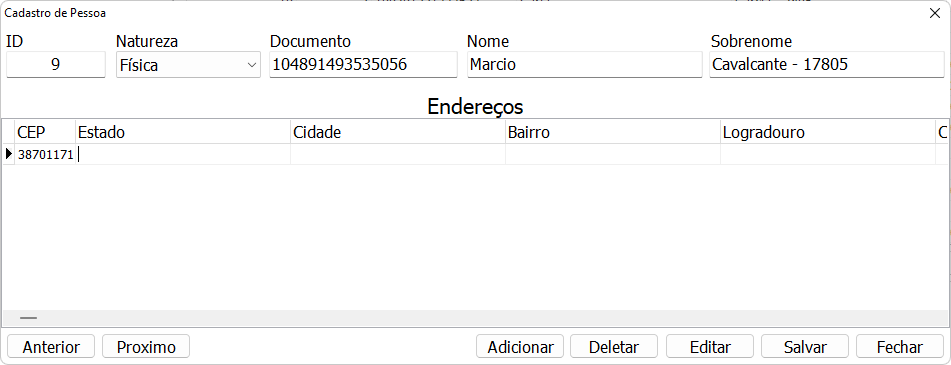 Cadastro de Pessoa
ID Natureza Documento Nome Sobrenome
9 Física 104891493535056 Marcio Cavalcante - 17805
Endereços
CEP Estado Cidade Bairro Logradouro C
38701171
Anterior Proximo Adicionar Deletar Editar Salvar Fechar